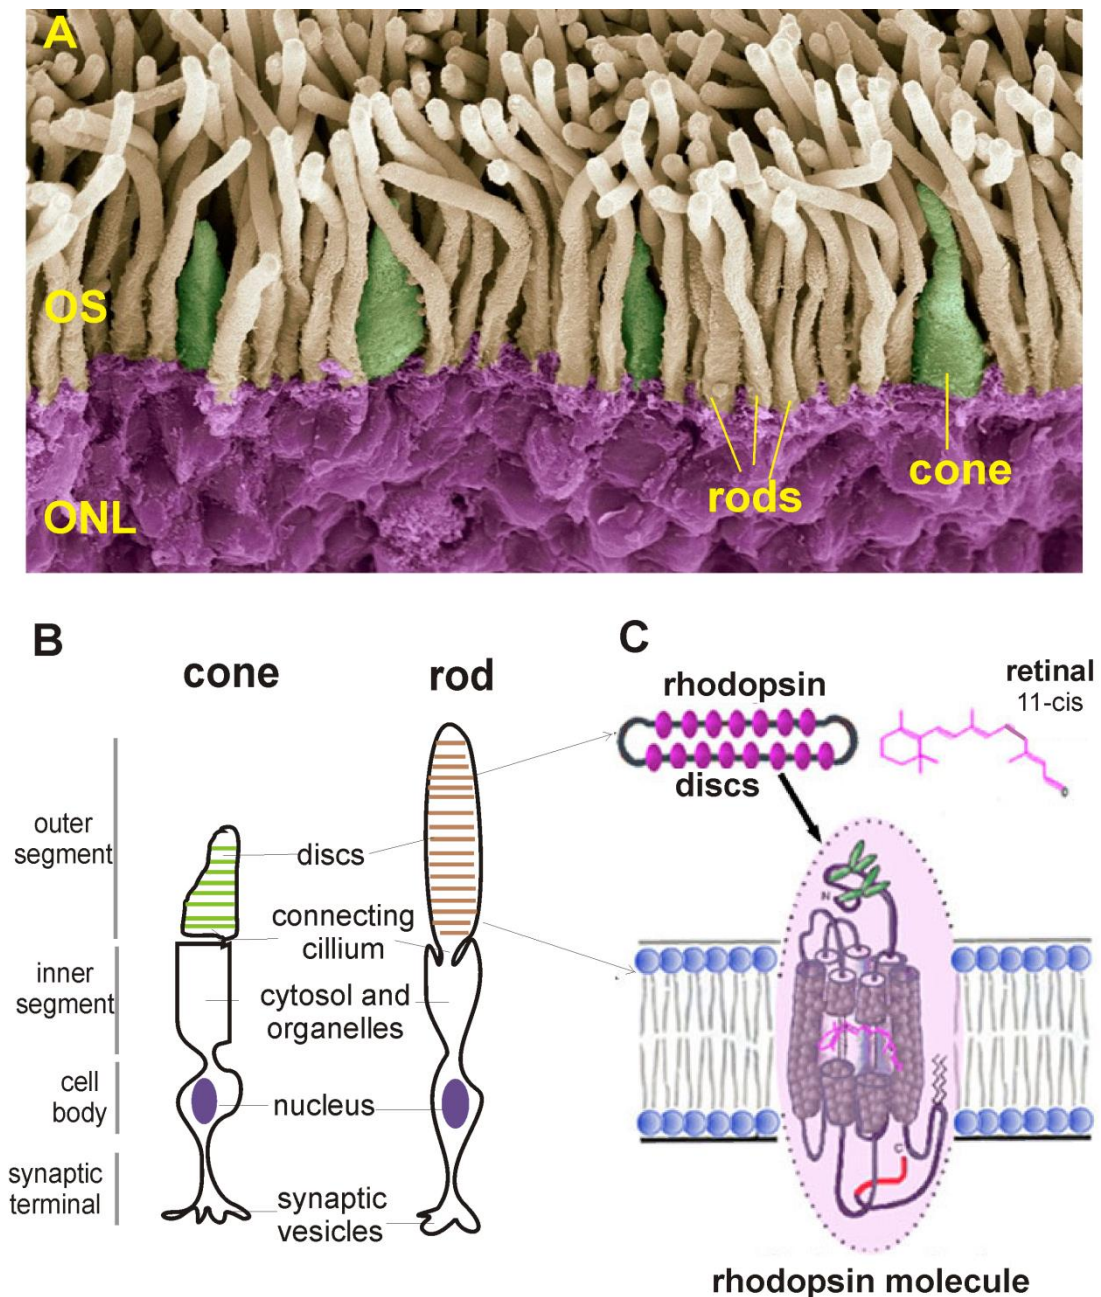 A
OS
ONL
rods
cone
B
cone
rod
outer
segment
inner
segment
cell
body
synaptic
terminal
discs
connecting
cillium
cytosol and
organelles
nucleus
synaptic
vesicles
C
rhodopsin
discs
retinal
11-cis
N
C
rhodopsin molecule